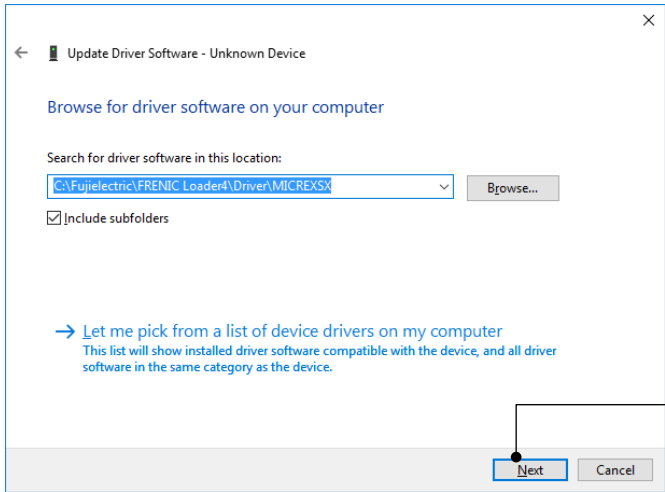 Update Driver Software - Unknown Device
Browse for driver software on your computer
Search for driver software in this location:
C:\Fujielectric\FRENIC Loader4\Driver\MICREXSX
Browse...
Include subfolders
Let me pick from a list of device drivers on my computer
This list will show installed driver software compatible with the device, and all driver
software in the same category as the device.
Next
Cancel